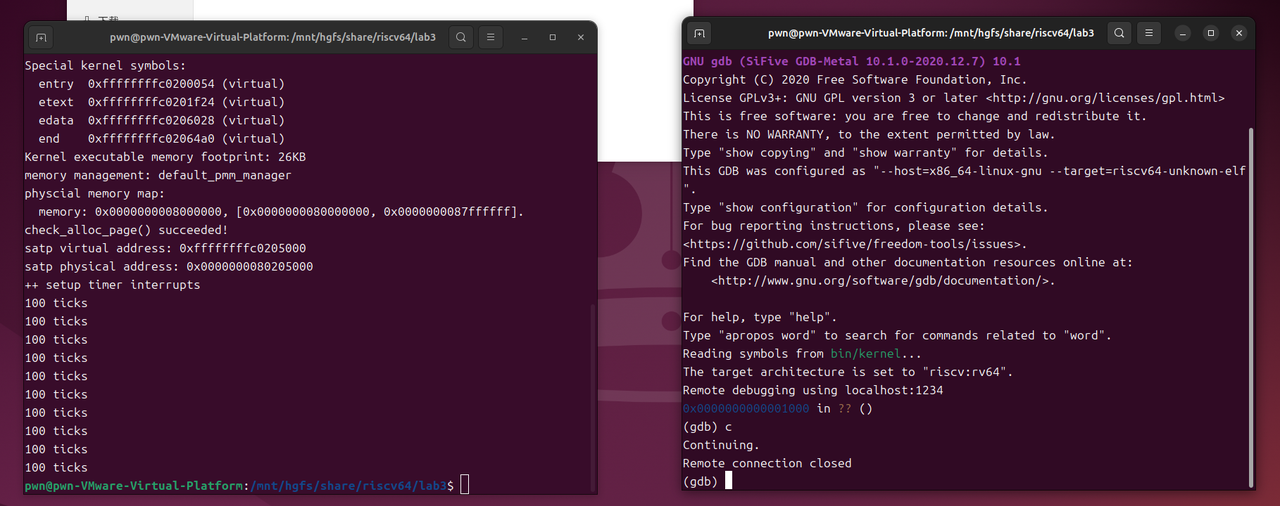 下载
pwn@pwn-VMware-Virtual-Platform: /mnt/hgfs/share/riscv64/lab3
Special kernel symbols:
  entry  0xffffffffc0200054 (virtual)
  etext  0xffffffffc0201f24 (virtual)
  edata  0xffffffffc0206028 (virtual)
  end    0xffffffffc02064a0 (virtual)
Kernel executable memory footprint: 26KB
memory management: default_pmm_manager
physcial memory map:
  memory: 0x0000000008000000, [0x0000000080000000, 0x0000000087ffffff].
check_alloc_page() succeeded!
satp virtual address: 0xffffffffc0205000
satp physical address: 0x0000000080205000
++ setup timer interrupts
100 ticks
100 ticks
100 ticks
100 ticks
100 ticks
100 ticks
100 ticks
100 ticks
100 ticks
100 ticks
pwn@pwn-VMware-Virtual-Platform:/mnt/hgfs/share/riscv64/lab3$
pwn@pwn-VMware-Virtual-Platform: /mnt/hgfs/share/riscv64/lab3
GNU gdb (SiFive GDB-Metal 10.1.0-2020.12.7) 10.1
Copyright (C) 2020 Free Software Foundation, Inc.
License GPLv3+: GNU GPL version 3 or later <http://gnu.org/licenses/gpl.html>
This is free software: you are free to change and redistribute it.
There is NO WARRANTY, to the extent permitted by law.
Type "show copying" and "show warranty" for details.
This GDB was configured as "--host=x86_64-linux-gnu --target=riscv64-unknown-elf
".
Type "show configuration" for configuration details.
For bug reporting instructions, please see:
<https://github.com/sifive/freedom-tools/issues>.
Find the GDB manual and other documentation resources online at:
    <http://www.gnu.org/software/gdb/documentation/>.
For help, type "help".
Type "apropos word" to search for commands related to "word".
Reading symbols from bin/kernel...
The target architecture is set to "riscv:rv64".
Remote debugging using localhost:1234
0x0000000000001000 in ?? ()
(gdb) c
Continuing.
Remote connection closed
(gdb)